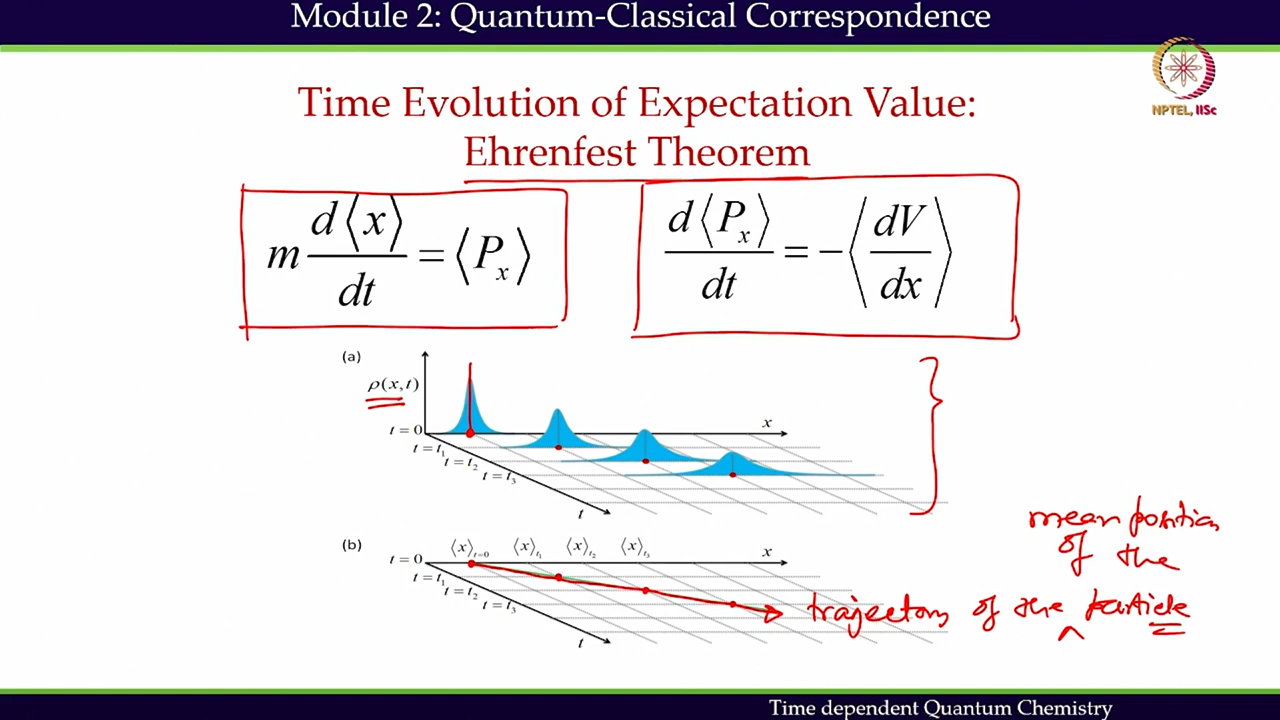 Module 2: Quantum-Classical Correspondence
NPTEL, IISc
Time Evolution of Expectation Value:
Ehrenfest Theorem
m d⟨x⟩/dt = ⟨Pₓ⟩
d⟨Pₓ⟩/dt = −⟨dV/dx⟩
(a)
ρ(x,t)
x
t = 0
t = t₁
t = t₂
t = t₃
t
(b)
⟨x⟩ₜ₌₀ ⟨x⟩ₜ₁ ⟨x⟩ₜ₂ ⟨x⟩ₜ₃
x
t = 0
t = t₁
t = t₂
t = t₃
t
mean position
of the
trajectory of the ^ particle
Time dependent Quantum Chemistry